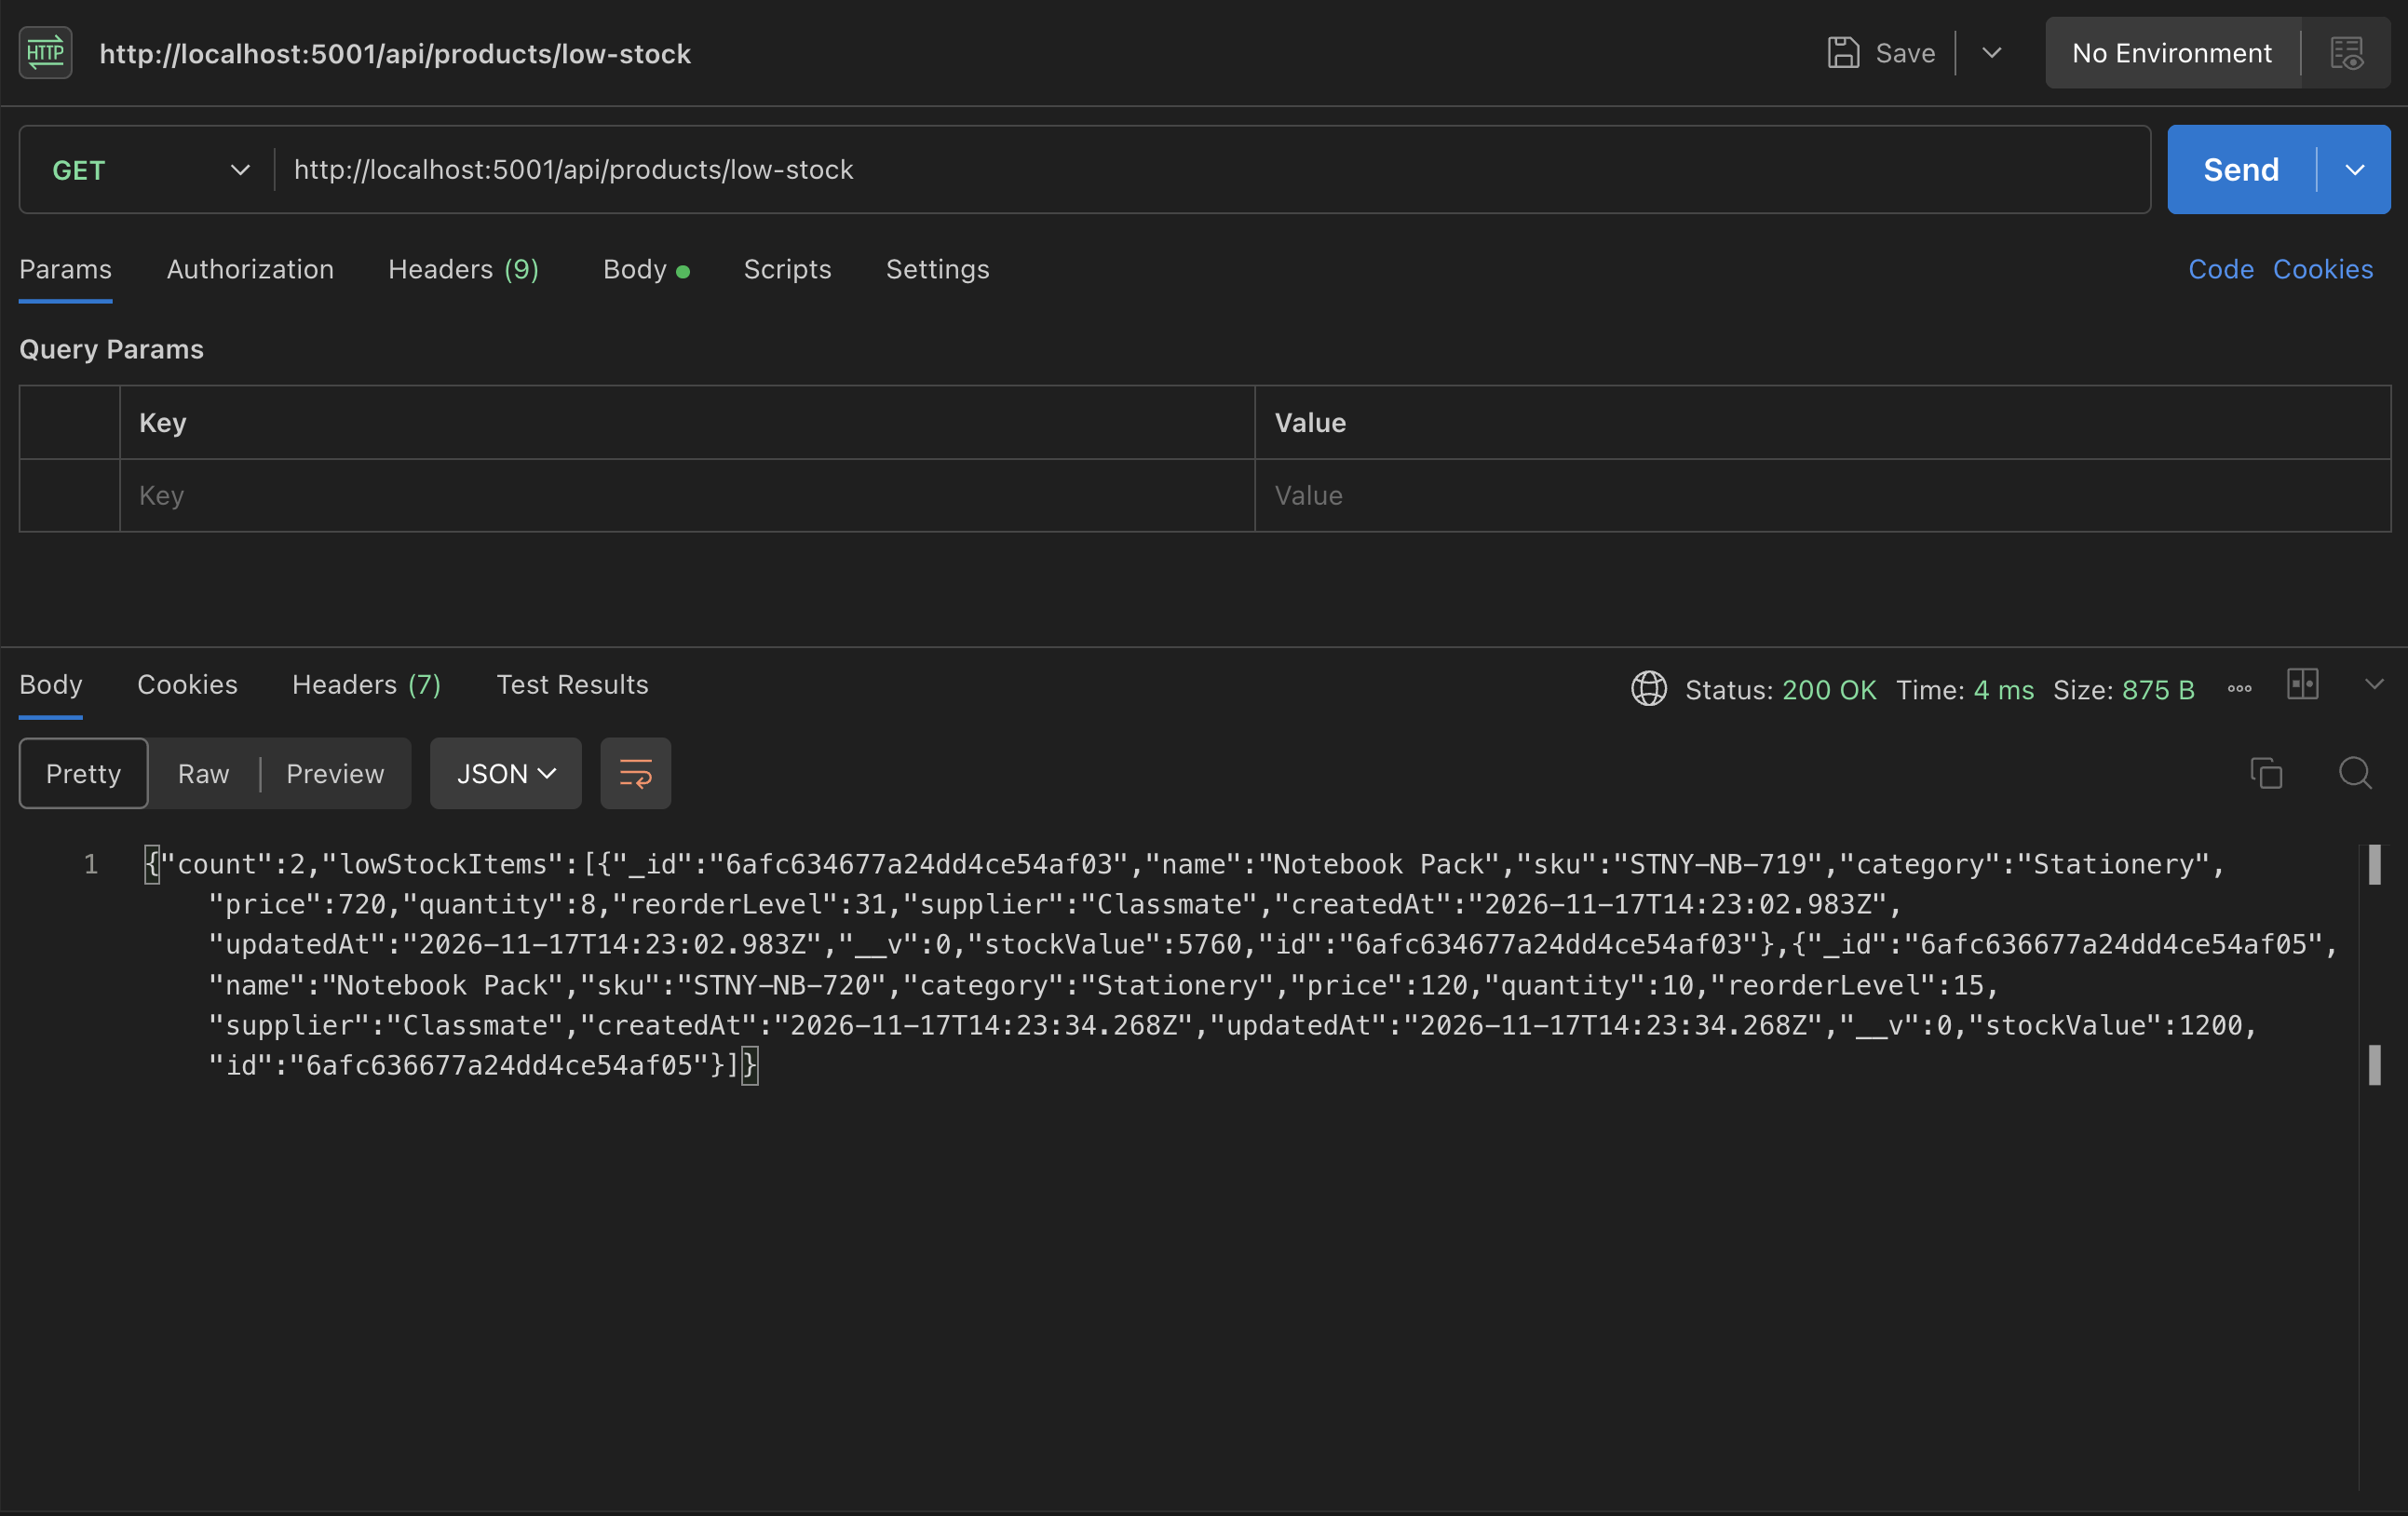 HTTP http://localhost:5001/api/products/low-stock Save No Environment
GET http://localhost:5001/api/products/low-stock Send
Params Authorization Headers (9) Body Scripts Settings Code Cookies
Query Params
Key Value
Key Value
Body Cookies Headers (7) Test Results Status: 200 OK Time: 4 ms Size: 875 B
Pretty Raw Preview JSON
1 {"count":2,"lowStockItems":[{"_id":"6afc634677a24dd4ce54af03","name":"Notebook Pack","sku":"STNY-NB-719","category":"Stationery",
"price":720,"quantity":8,"reorderLevel":31,"supplier":"Classmate","createdAt":"2026-11-17T14:23:02.983Z",
"updatedAt":"2026-11-17T14:23:02.983Z","__v":0,"stockValue":5760,"id":"6afc634677a24dd4ce54af03"},{"_id":"6afc636677a24dd4ce54af05",
"name":"Notebook Pack","sku":"STNY-NB-720","category":"Stationery","price":120,"quantity":10,"reorderLevel":15,
"supplier":"Classmate","createdAt":"2026-11-17T14:23:34.268Z","updatedAt":"2026-11-17T14:23:34.268Z","__v":0,"stockValue":1200,
"id":"6afc636677a24dd4ce54af05"}]}